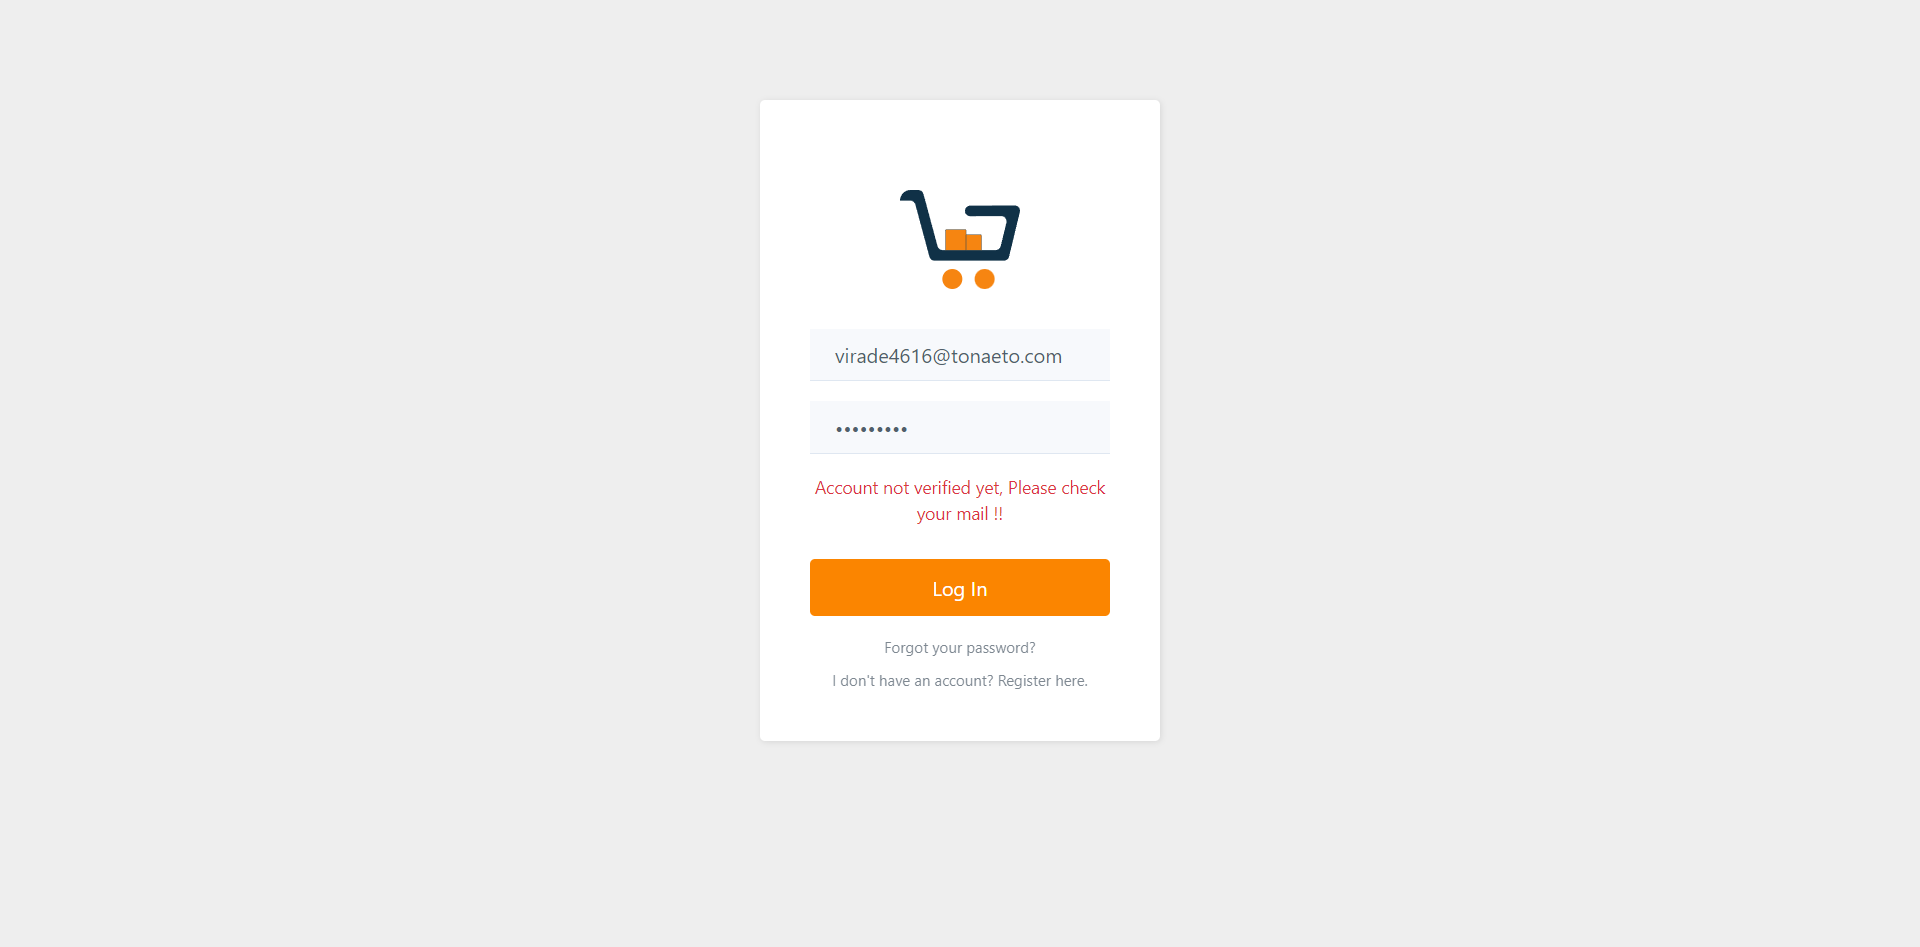 virade4616@tonaeto.com
•••••••••
Account not verified yet, Please check
your mail !!
Log In
Forgot your password?
I don't have an account? Register here.